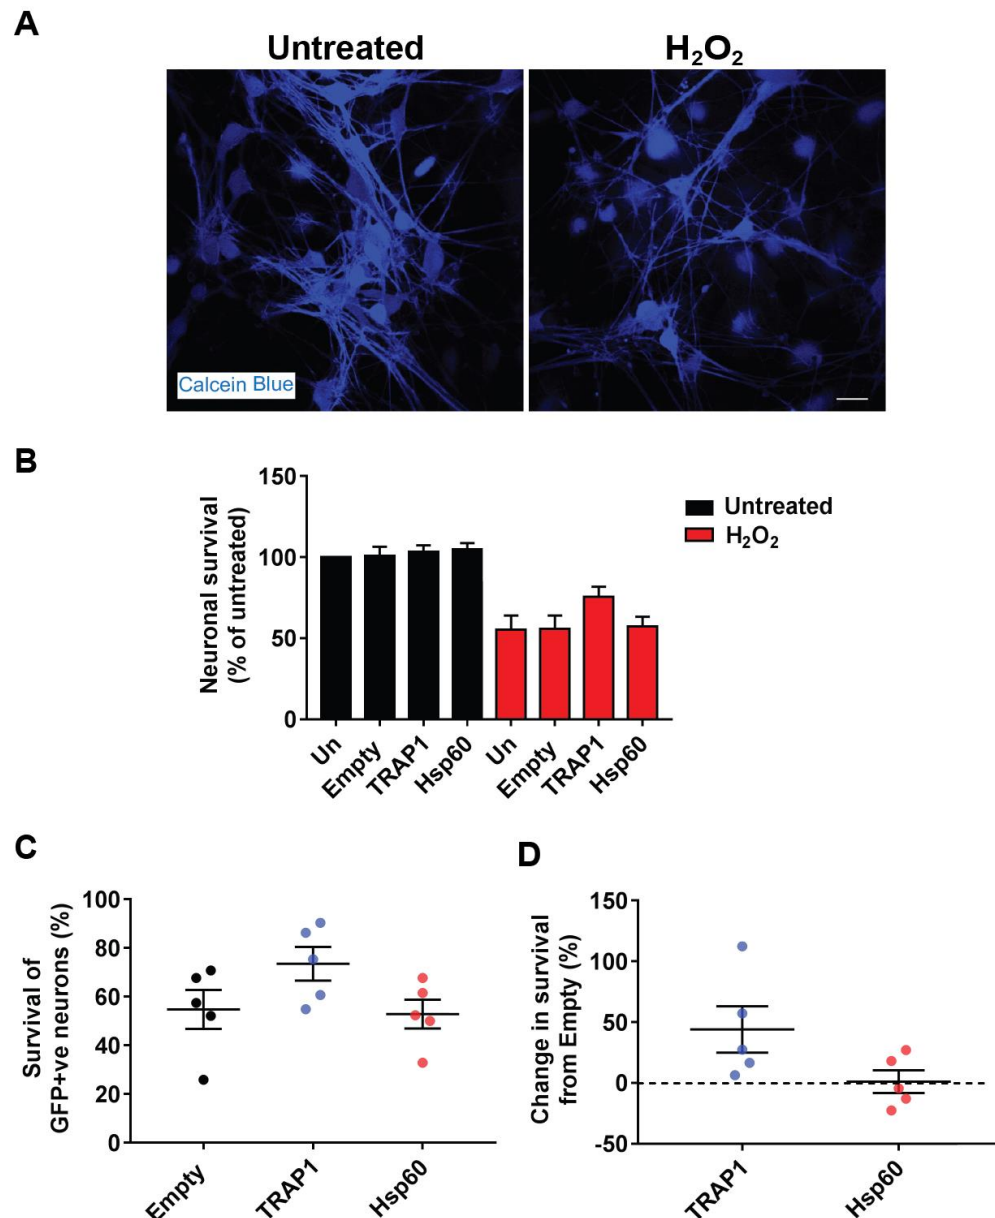 A
Untreated
H₂O₂
Calcein Blue
B
Neuronal survival
(% of untreated)
150
100
50
0
Un
Empty
TRAP1
Hsp60
Un
Empty
TRAP1
Hsp60
Untreated
H₂O₂
C
Survival of
GFP+ve neurons (%)
100
80
60
40
20
0
Empty
TRAP1
Hsp60
D
Change in survival
from Empty (%)
150
100
50
0
-50
TRAP1
Hsp60